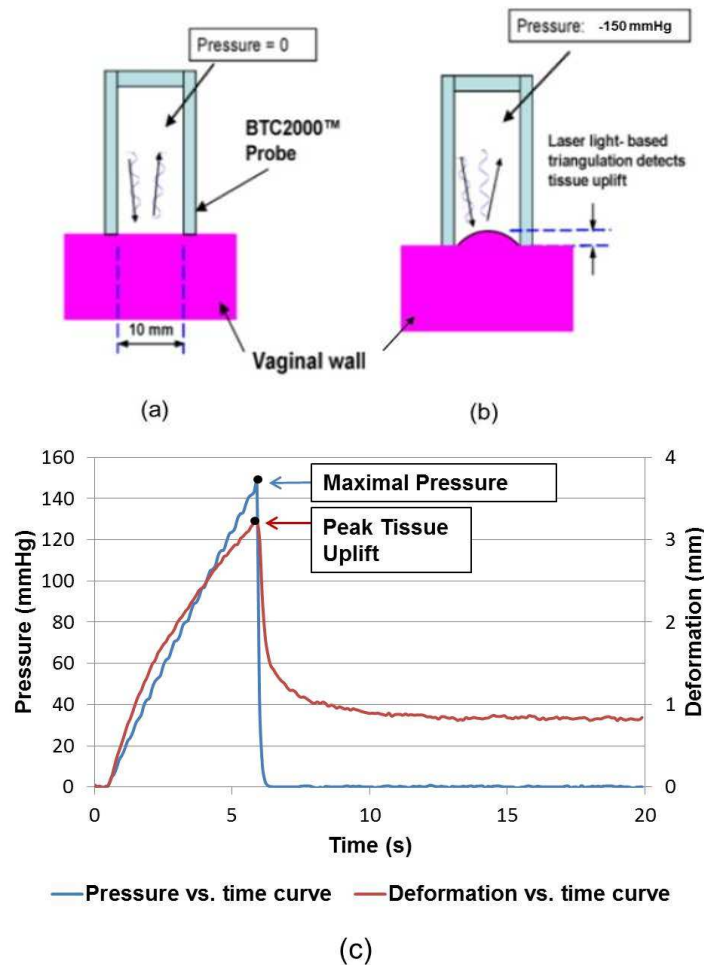 Pressure = 0
BTC2000™
Probe
10 mm
Vaginal wall
(a)
Pressure: -150 mmHg
Laser light- based
triangulation detects
tissue uplift
(b)
160
140
120
100
80
60
40
20
0
Pressure (mmHg)
Maximal Pressure
Peak Tissue
Uplift
4
3
2
1
0
Deformation (mm)
0 5 10 15 20
Time (s)
Pressure vs. time curve Deformation vs. time curve
(c)